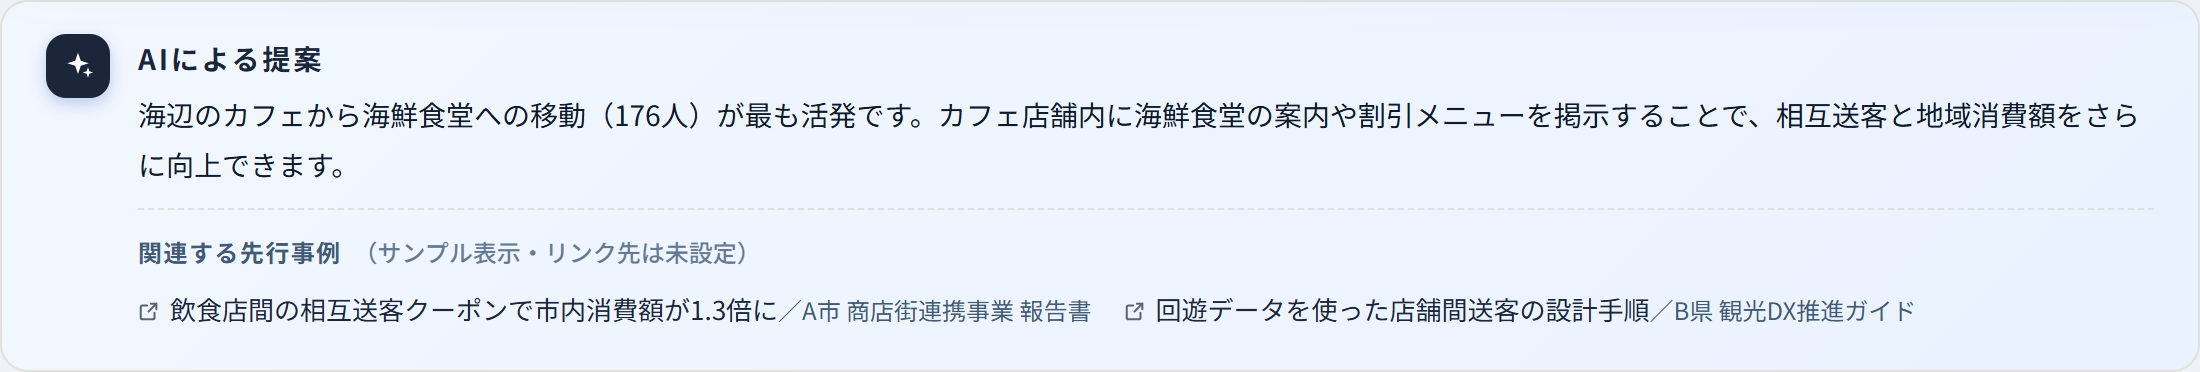 AIによる提案
海辺のカフェから海鮮食堂への移動（176人）が最も活発です。カフェ店舗内に海鮮食堂の案内や割引メニューを掲示することで、相互送客と地域消費額をさら
に向上できます。
関連する先行事例 （サンプル表示・リンク先は未設定）
飲食店間の相互送客クーポンで市内消費額が1.3倍に／A市 商店街連携事業 報告書 回遊データを使った店舗間送客の設計手順／B県 観光DX推進ガイド